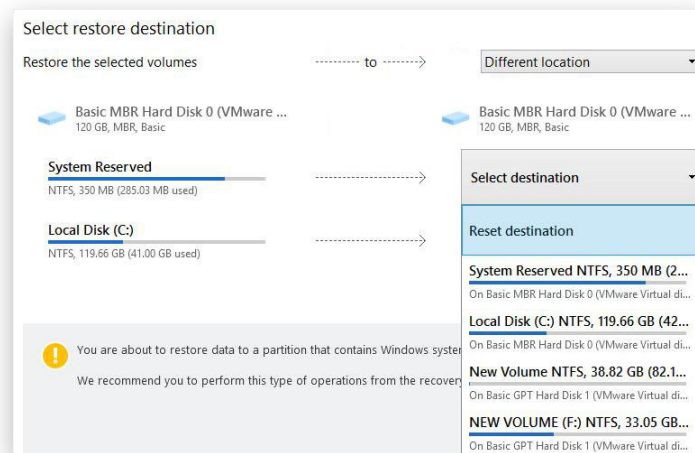 Select restore destination
Restore the selected volumes to Different location
Basic MBR Hard Disk 0 (VMware ... Basic MBR Hard Disk 0 (VMware ...
120 GB, MBR, Basic 120 GB, MBR, Basic
System Reserved
NTFS, 350 MB (285.03 MB used)
Select destination
Local Disk (C:)
NTFS, 119.66 GB (41.00 GB used)
Reset destination
System Reserved NTFS, 350 MB (2...
On Basic MBR Hard Disk 0 (VMware Virtual di...
Local Disk (C:) NTFS, 119.66 GB (42...
On Basic MBR Hard Disk 0 (VMware Virtual di...
New Volume NTFS, 38.82 GB (82.1...
On Basic GPT Hard Disk 1 (VMware Virtual di...
NEW VOLUME (F:) NTFS, 33.05 GB...
On Basic GPT Hard Disk 1 (VMware Virtual di...
You are about to restore data to a partition that contains Windows system
We recommend you to perform this type of operations from the recovery